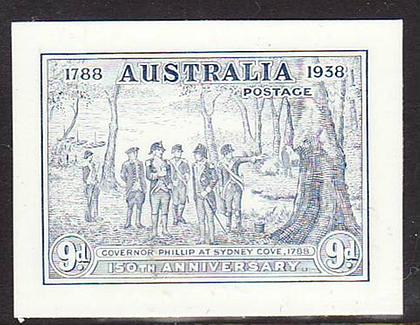 1788 AUSTRALIA 1938
POSTAGE
GOVERNOR PHILLIP AT SYDNEY COVE, 1788
9d 150TH ANNIVERSARY. 9d